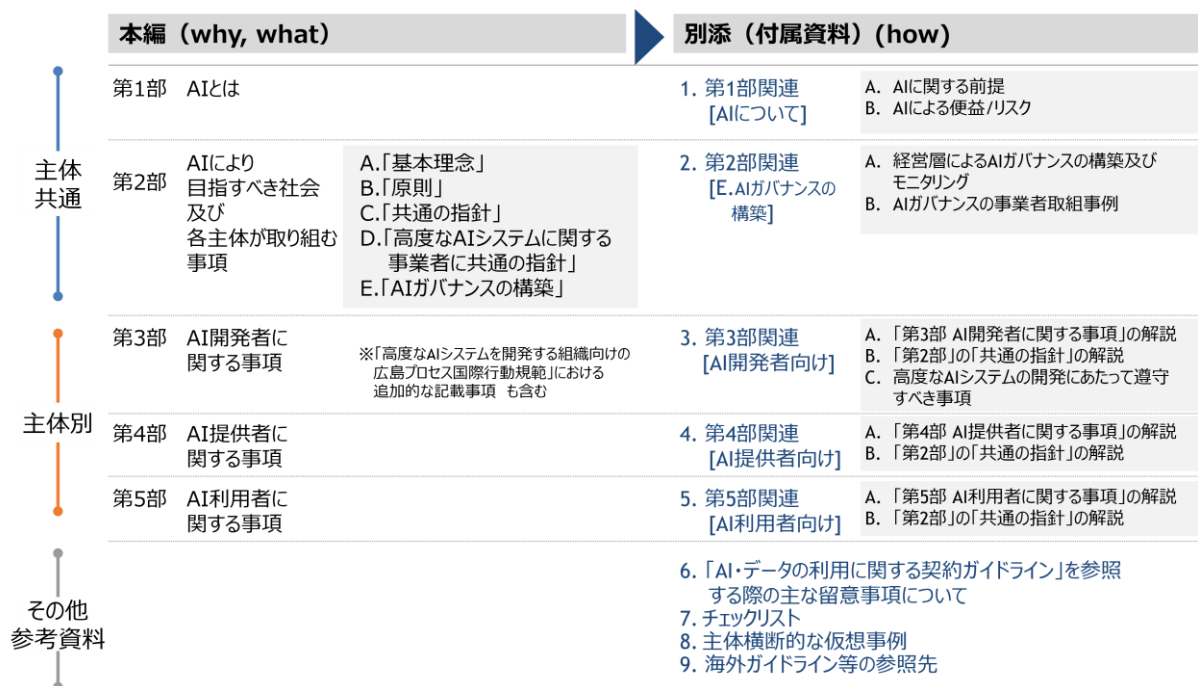 本編（why, what）
別添（付属資料）(how)
主体
共通
第1部 AIとは
1. 第1部関連
[AIについて]
A. AIに関する前提
B. AIによる便益/リスク
第2部
AIにより
目指すべき社会
及び
各主体が取り組む
事項
A.「基本理念」
B.「原則」
C.「共通の指針」
D.「高度なAIシステムに関する
事業者に共通の指針」
E.「AIガバナンスの構築」
2. 第2部関連
[E.AIガバナンスの
構築]
A. 経営層によるAIガバナンスの構築及び
モニタリング
B. AIガバナンスの事業者取組事例
主体別
第3部 AI開発者に
関する事項
※「高度なAIシステムを開発する組織向けの
広島プロセス国際行動規範」における
追加的な記載事項 も含む
3. 第3部関連
[AI開発者向け]
A. 「第3部 AI開発者に関する事項」の解説
B. 「第2部」の「共通の指針」の解説
C. 高度なAIシステムの開発にあたって遵守
すべき事項
第4部 AI提供者に
関する事項
4. 第4部関連
[AI提供者向け]
A. 「第4部 AI提供者に関する事項」の解説
B. 「第2部」の「共通の指針」の解説
第5部 AI利用者に
関する事項
5. 第5部関連
[AI利用者向け]
A. 「第5部 AI利用者に関する事項」の解説
B. 「第2部」の「共通の指針」の解説
その他
参考資料
6. 「AI・データの利用に関する契約ガイドライン」を参照
する際の主な留意事項について
7. チェックリスト
8. 主体横断的な仮想事例
9. 海外ガイドライン等の参照先